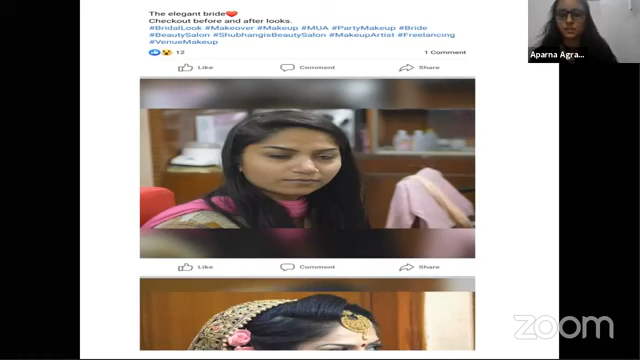 The elegant bride❤️
Checkout before and after looks.
#BridalLook #Makeover #Makeup #MUA #PartyMakeup #Bride
#BeautySalon #ShubhangisBeautySalon #MakeupArtist #Freelancing
#VenueMakeup
12
1 Comment
Like Comment Share
Like Comment Share
Aparna Agra...
zoom